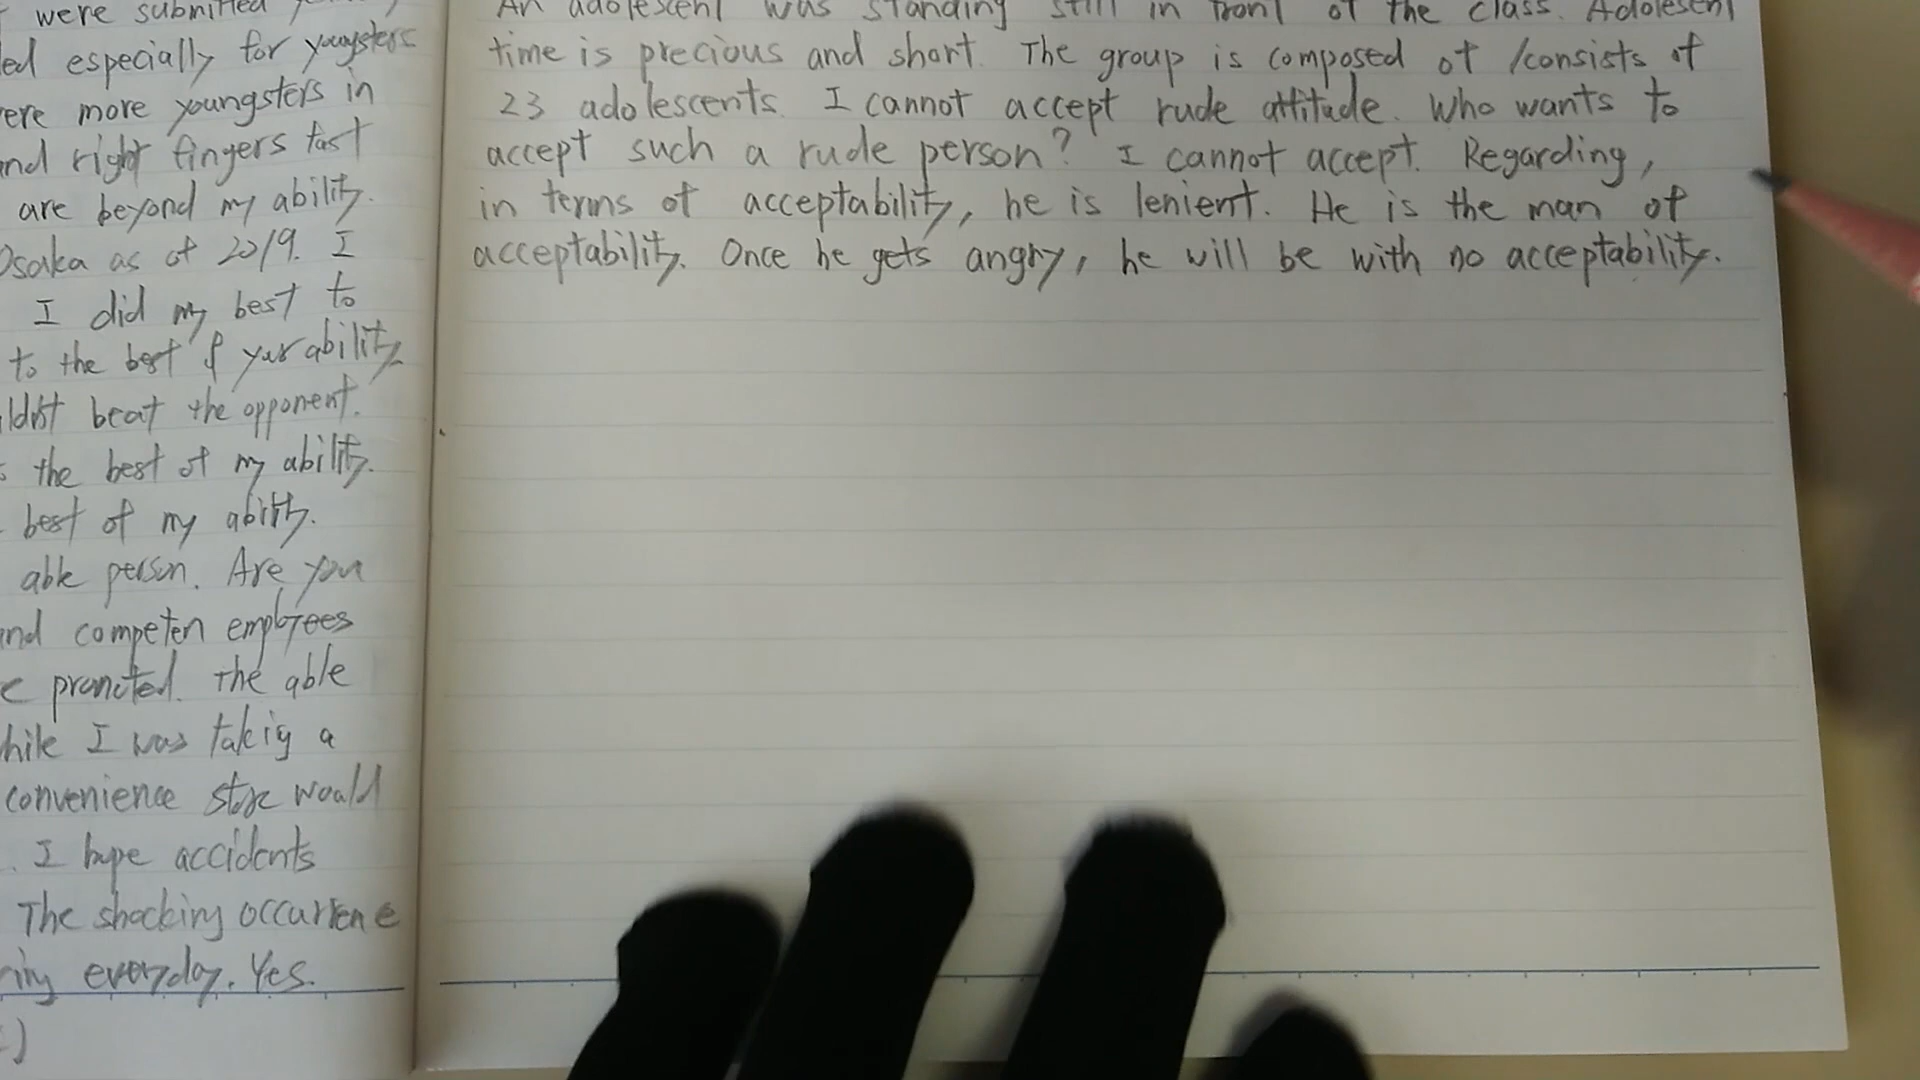 were submitted
ed especially for youngsters
ere more youngsters in
nd right fingers fast
are beyond my ability.
Osaka as of 2019. I
I did my best to
to the best of your ability
ldn't beat the opponent.
s the best of my ability.
best of my ability.
able person. Are you
nd competen employees
e promoted. the able
hile I was taking a
convenience store would
. I hope accidents
The shocking occurrence
everyday. Yes.
:)
An adolescent was standing still in front of the class. Adolesent
time is precious and short. The group is composed of /consists of
23 adolescents. I cannot accept rude attitude. Who wants to
accept such a rude person? I cannot accept. Regarding,
in terms of acceptability, he is lenient. He is the man of
acceptability. Once he gets angry, he will be with no acceptability.